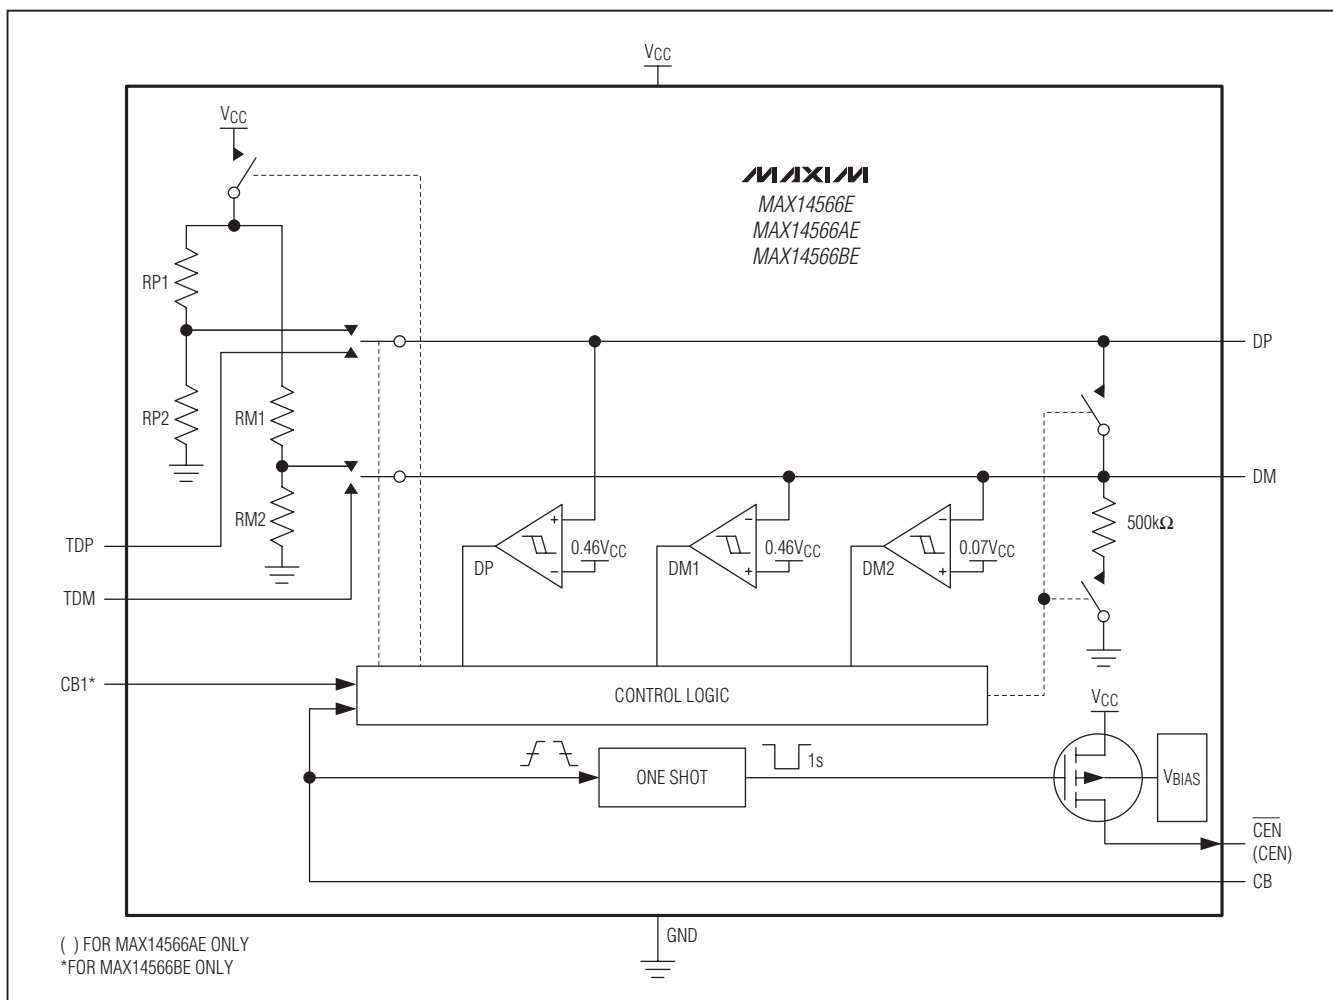 VCC
VCC
MAXIM
MAX14566E
MAX14566AE
MAX14566BE
RP1
DP
RP2
RM1
DM
RM2
500kΩ
TDP
0.46VCC
0.46VCC
0.07VCC
DP
DM1
DM2
TDM
CB1*
CONTROL LOGIC
VCC
1s
ONE SHOT
VBIAS
CEN
(CEN)
CB
GND
( ) FOR MAX14566AE ONLY
*FOR MAX14566BE ONLY